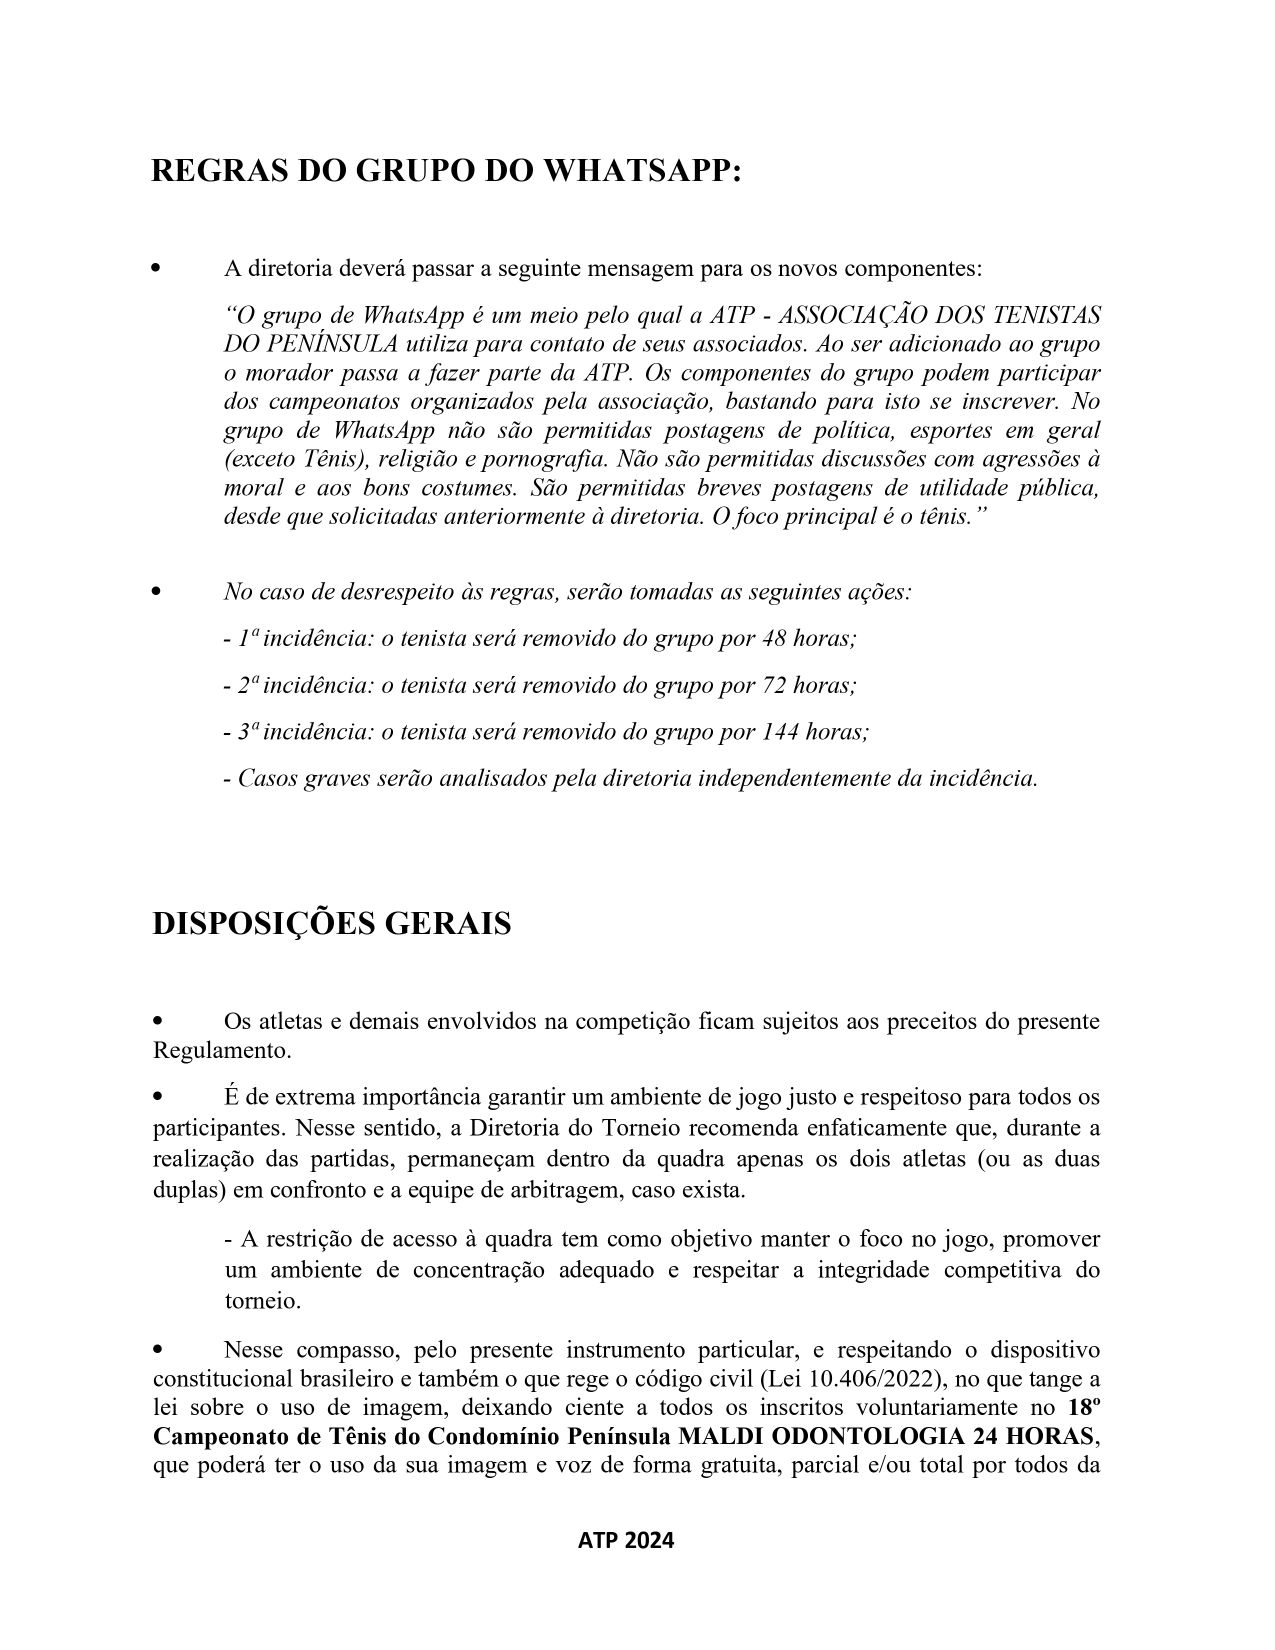 REGRAS DO GRUPO DO WHATSAPP:
• A diretoria deverá passar a seguinte mensagem para os novos componentes:
“O grupo de WhatsApp é um meio pelo qual a ATP - ASSOCIAÇÃO DOS TENISTAS
DO PENÍNSULA utiliza para contato de seus associados. Ao ser adicionado ao grupo
o morador passa a fazer parte da ATP. Os componentes do grupo podem participar
dos campeonatos organizados pela associação, bastando para isto se inscrever. No
grupo de WhatsApp não são permitidas postagens de política, esportes em geral
(exceto Tênis), religião e pornografia. Não são permitidas discussões com agressões à
moral e aos bons costumes. São permitidas breves postagens de utilidade pública,
desde que solicitadas anteriormente à diretoria. O foco principal é o tênis.”
• No caso de desrespeito às regras, serão tomadas as seguintes ações:
- 1ª incidência: o tenista será removido do grupo por 48 horas;
- 2ª incidência: o tenista será removido do grupo por 72 horas;
- 3ª incidência: o tenista será removido do grupo por 144 horas;
- Casos graves serão analisados pela diretoria independentemente da incidência.
DISPOSIÇÕES GERAIS
• Os atletas e demais envolvidos na competição ficam sujeitos aos preceitos do presente
Regulamento.
• É de extrema importância garantir um ambiente de jogo justo e respeitoso para todos os
participantes. Nesse sentido, a Diretoria do Torneio recomenda enfaticamente que, durante a
realização das partidas, permaneçam dentro da quadra apenas os dois atletas (ou as duas
duplas) em confronto e a equipe de arbitragem, caso exista.
- A restrição de acesso à quadra tem como objetivo manter o foco no jogo, promover
um ambiente de concentração adequado e respeitar a integridade competitiva do
torneio.
• Nesse compasso, pelo presente instrumento particular, e respeitando o dispositivo
constitucional brasileiro e também o que rege o código civil (Lei 10.406/2022), no que tange a
lei sobre o uso de imagem, deixando ciente a todos os inscritos voluntariamente no 18º
Campeonato de Tênis do Condomínio Península MALDI ODONTOLOGIA 24 HORAS,
que poderá ter o uso da sua imagem e voz de forma gratuita, parcial e/ou total por todos da
ATP 2024